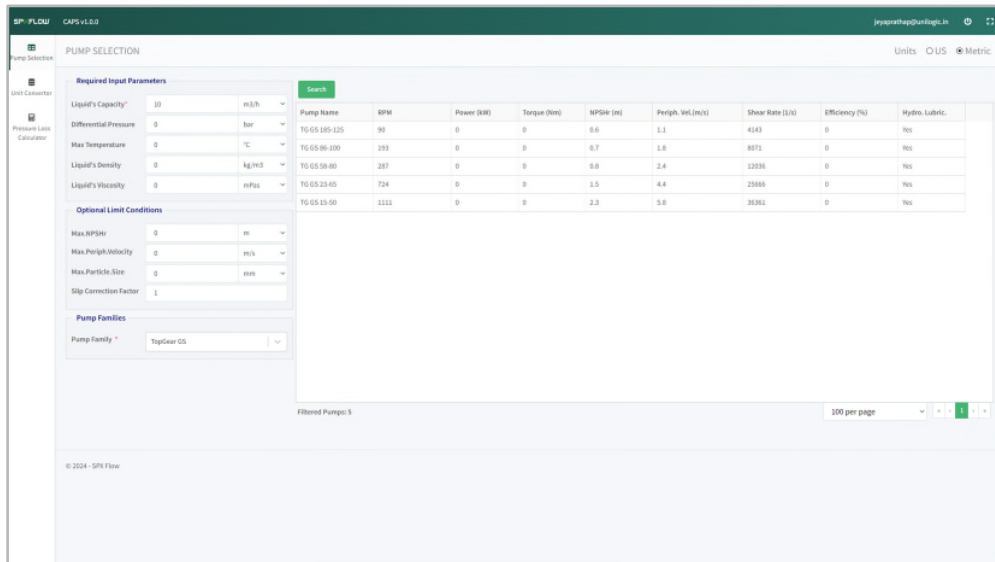 SPXFLOW CAPS v1.0.0 jeyaprathap@unilogic.in
Pump Selection
Unit Convertor
Pressure Loss Calculator
PUMP SELECTION Units US Metric
Required Input Parameters
Liquid's Capacity* 10 m3/h
Differential Pressure 0 bar
Max Temperature 0 °C
Liquid's Density 0 kg/m3
Liquid's Viscosity 0 mPas
Optional Limit Conditions
Max.NPSHr 0 m
Max.Periph.Velocity 0 m/s
Max.Particle.Size 0 mm
Slip Correction Factor 1
Pump Families
Pump Family * TopGear GS
Search
Pump Name RPM Power (kW) Torque (Nm) NPSHr (m) Periph. Vel.(m/s) Shear Rate (1/s) Efficiency (%) Hydro. Lubric.
TG GS 185-125 90 0 0 0.6 1.1 4143 0 Yes
TG GS 86-100 193 0 0 0.7 1.8 8071 0 Yes
TG GS 58-80 287 0 0 0.8 2.4 12036 0 Yes
TG GS 23-65 724 0 0 1.5 4.4 25666 0 Yes
TG GS 15-50 1111 0 0 2.3 5.8 36361 0 Yes
Filtered Pumps: 5 100 per page « ‹ 1 › »
© 2024 - SPX Flow